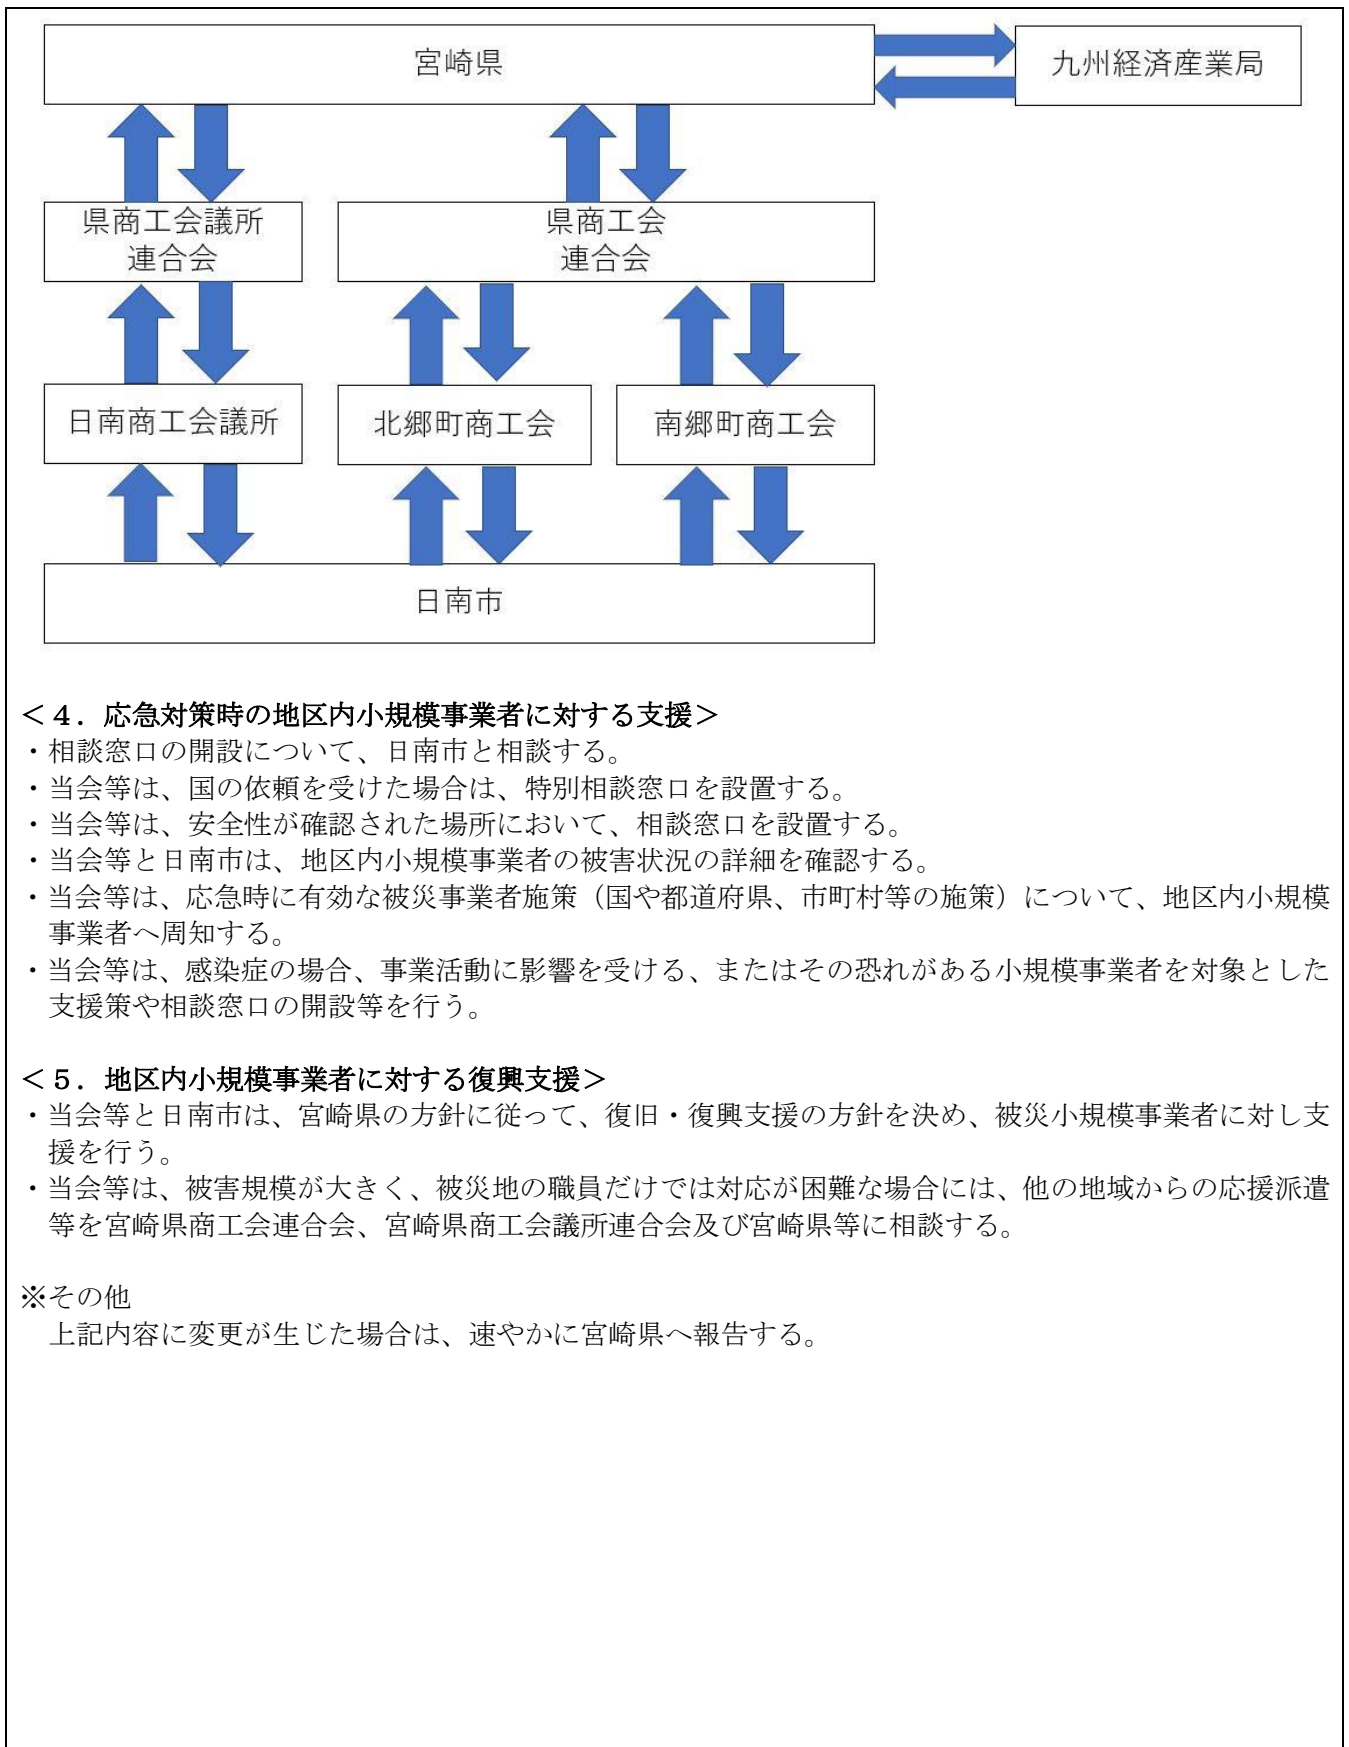 宮崎県
九州経済産業局
県商工会議所
連合会
県商工会
連合会
日南商工会議所
北郷町商工会
南郷町商工会
日南市
＜４．応急対策時の地区内小規模事業者に対する支援＞
・相談窓口の開設について、日南市と相談する。
・当会等は、国の依頼を受けた場合は、特別相談窓口を設置する。
・当会等は、安全性が確認された場所において、相談窓口を設置する。
・当会等と日南市は、地区内小規模事業者の被害状況の詳細を確認する。
・当会等は、応急時に有効な被災事業者施策（国や都道府県、市町村等の施策）について、地区内小規模
事業者へ周知する。
・当会等は、感染症の場合、事業活動に影響を受ける、またはその恐れがある小規模事業者を対象とした
支援策や相談窓口の開設等を行う。
＜５．地区内小規模事業者に対する復興支援＞
・当会等と日南市は、宮崎県の方針に従って、復旧・復興支援の方針を決め、被災小規模事業者に対し支
援を行う。
・当会等は、被害規模が大きく、被災地の職員だけでは対応が困難な場合には、他の地域からの応援派遣
等を宮崎県商工会連合会、宮崎県商工会議所連合会及び宮崎県等に相談する。
※その他
上記内容に変更が生じた場合は、速やかに宮崎県へ報告する。